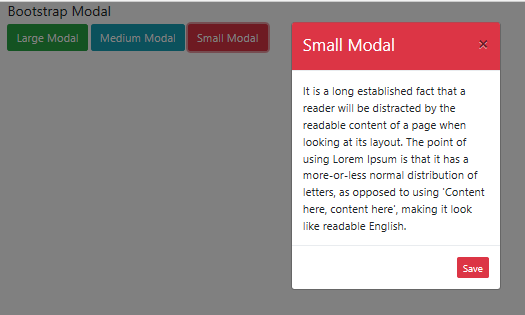 Bootstrap Modal
Large Modal Medium Modal Small Modal
Small Modal ×
It is a long established fact that a
reader will be distracted by the
readable content of a page when
looking at its layout. The point of
using Lorem Ipsum is that it has a
more-or-less normal distribution of
letters, as opposed to using 'Content
here, content here', making it look
like readable English.
Save